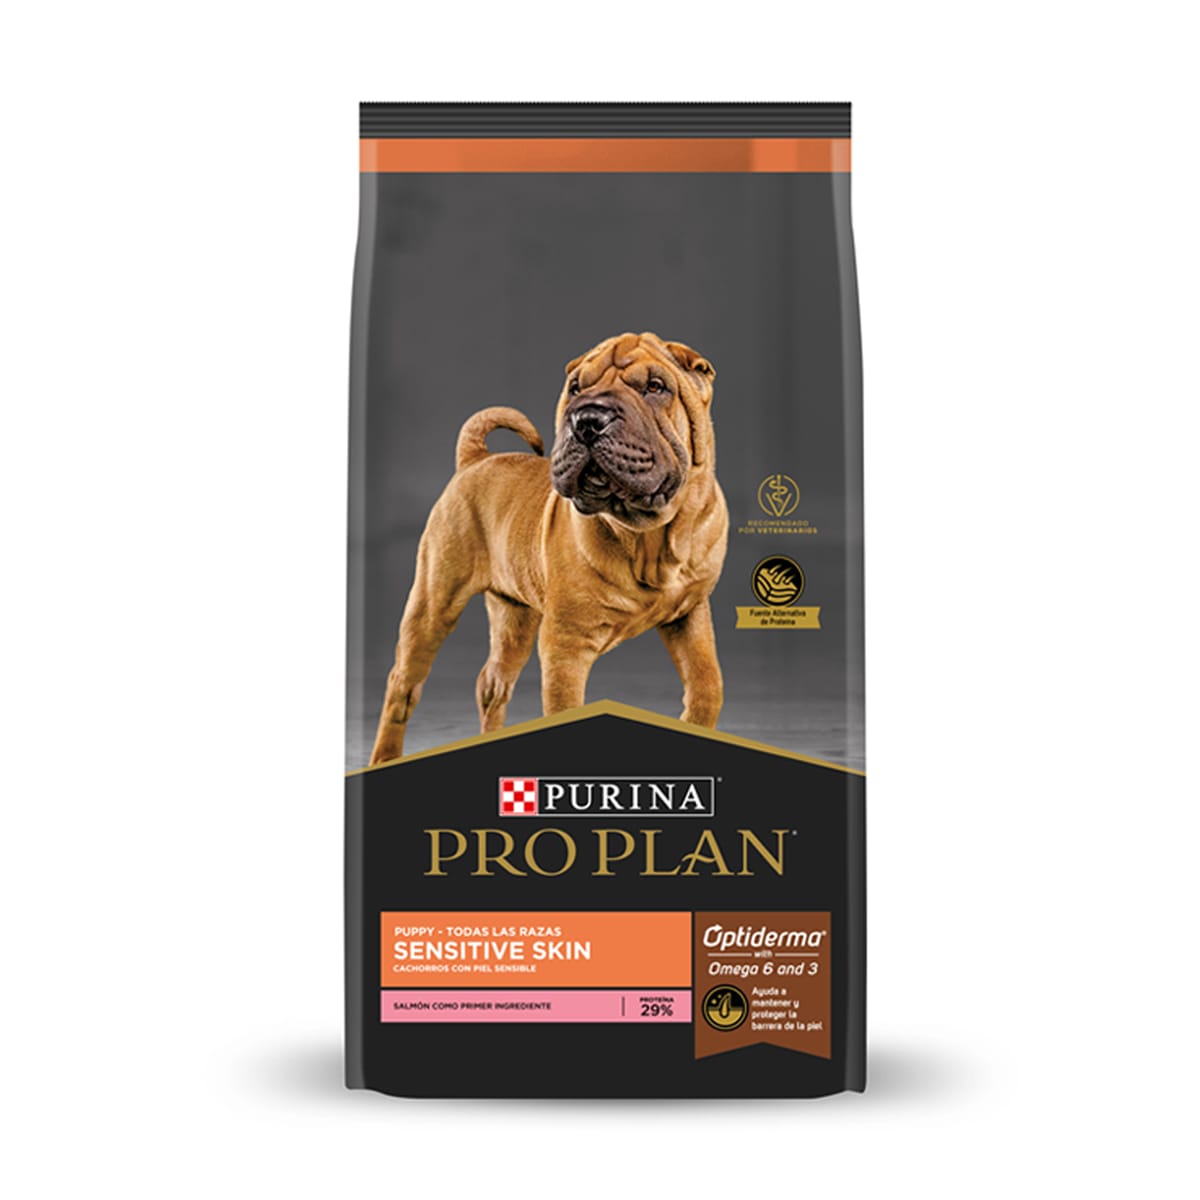 RECOMENDADO
POR VETERINARIOS
Fuente Alternativa
de Proteína
PURINA®
PRO PLAN®
PUPPY - TODAS LAS RAZAS
SENSITIVE SKIN
CACHORROS CON PIEL SENSIBLE
SALMÓN COMO PRIMER INGREDIENTE
PROTEÍNA
29%
Optiderma®
with
Omega 6 and 3
Ayuda a
mantener y
proteger la
barrera de la piel